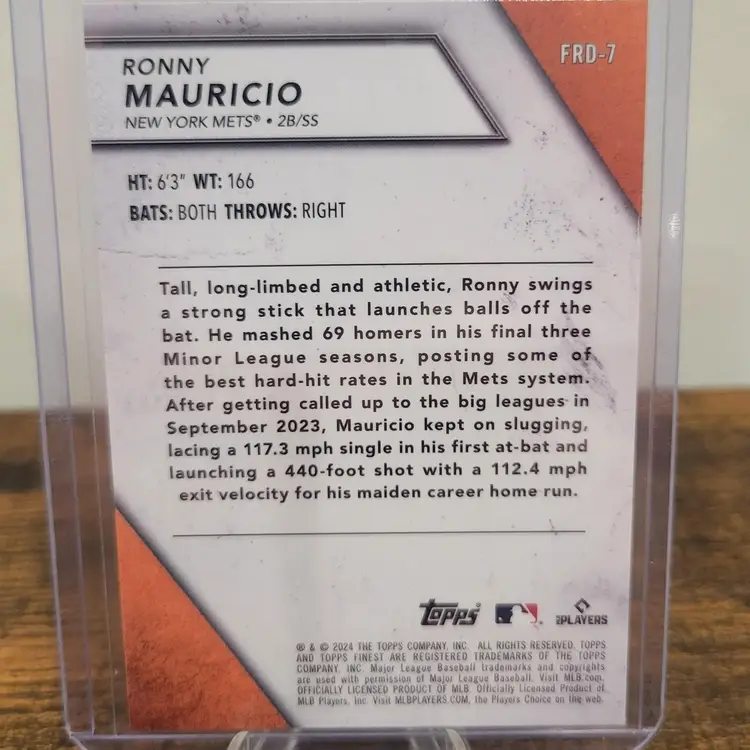 FRD-7
RONNY
MAURICIO
NEW YORK METS® • 2B/SS
HT: 6'3" WT: 166
BATS: BOTH THROWS: RIGHT
Tall, long-limbed and athletic, Ronny swings
a strong stick that launches balls off the
bat. He mashed 69 homers in his final three
Minor League seasons, posting some of
the best hard-hit rates in the Mets system.
After getting called up to the big leagues in
September 2023, Mauricio kept on slugging,
lacing a 117.3 mph single in his first at-bat and
launching a 440-foot shot with a 112.4 mph
exit velocity for his maiden career home run.
Topps
PLAYERS
® & © 2024 THE TOPPS COMPANY, INC. ALL RIGHTS RESERVED. TOPPS
AND TOPPS FINEST ARE REGISTERED TRADEMARKS OF THE TOPPS
COMPANY, INC. Major League Baseball trademarks and copyrights
are used with permission of Major League Baseball. Visit MLB.com.
OFFICIALLY LICENSED PRODUCT OF MLB. Officially Licensed Product of
MLB Players, Inc. Visit MLBPLAYERS.COM, the Players Choice on the web.